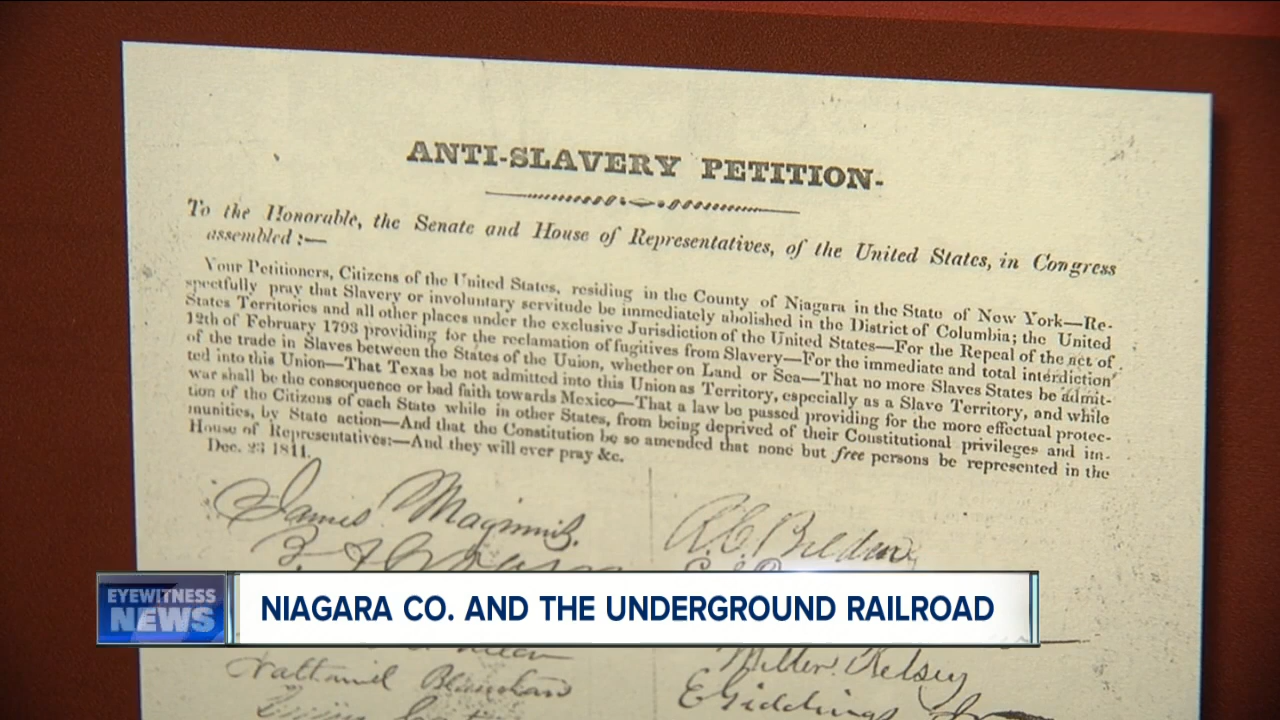 ANTI-SLAVERY PETITION-
To the Honorable, the Senate and House of Representatives, of the United States, in Congress
assembled :—
Your Petitioners, Citizens of the United States, residing in the County of Niagara in the State of New York—Re-
spectfully pray that Slavery or involuntary servitude be immediately abolished in the District of Columbia; the United
States Territories and all other places under the exclusive Jurisdiction of the United States—For the Repeal of the act of
12th of February 1793 providing for the reclamation of fugitives from Slavery—For the immediate and total interdiction
of the trade in Slaves between the States of the Union, whether on Land or Sea—That no more Slaves States be admit-
ted into this Union—That Texas be not admitted into this Union as Territory, especially as a Slave Territory, and while
war shall be the consequence or bad faith towards Mexico—That a law be passed providing for the more effectual protec-
tion of the Citizens of each State while in other States, from being deprived of their Constitutional privileges and im-
munities, by State action—And that the Constitution be so amended that none but free persons be represented in the
House of Representatives:—And they will ever pray &c.
Dec. 23 1844.
James Maginnis.
EYEWITNESS
NEWS
NIAGARA CO. AND THE UNDERGROUND RAILROAD
Miller Kelsey
Nathaniel
E Giddings